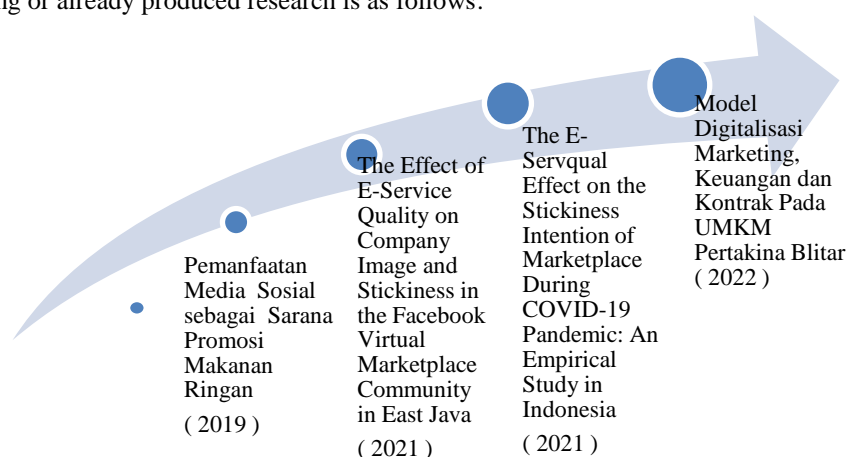 ng or already produced research is as follows:
Pemanfaatan
Media Sosial
sebagai Sarana
Promosi
Makanan
Ringan
( 2019 )
The Effect of
E-Service
Quality on
Company
Image and
Stickiness in
the Facebook
Virtual
Marketplace
Community
in East Java
( 2021 )
The E-
Servqual
Effect on the
Stickiness
Intention of
Marketplace
During
COVID-19
Pandemic: An
Empirical
Study in
Indonesia
( 2021 )
Model
Digitalisasi
Marketing,
Keuangan dan
Kontrak Pada
UMKM
Pertakina Blitar
( 2022 )